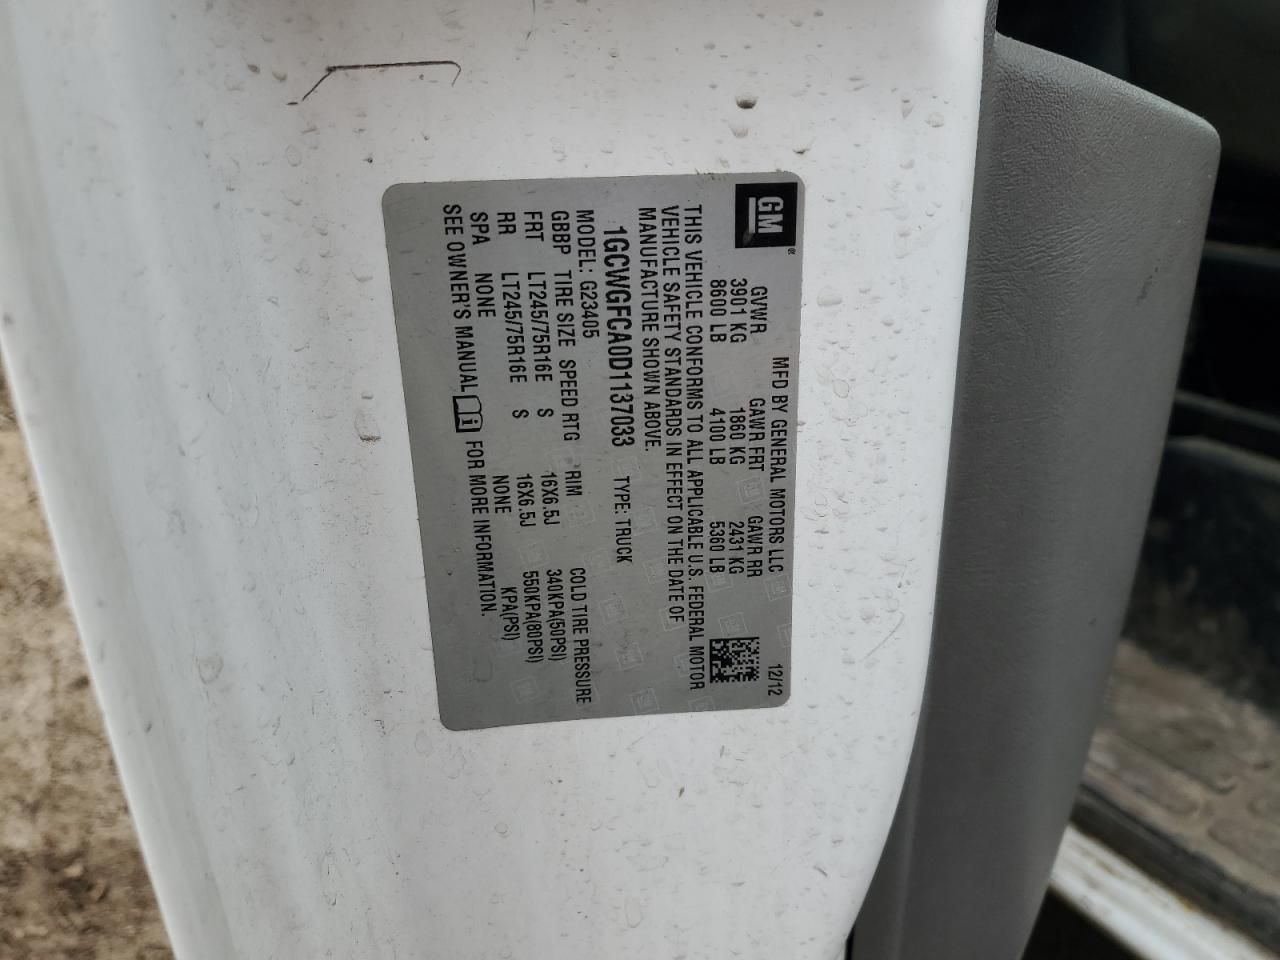 GM
®
MFD BY GENERAL MOTORS LLC 12/12
GVWR GAWR FRT GAWR RR
3901 KG 1860 KG 2431 KG
8600 LB 4100 LB 5360 LB
THIS VEHICLE CONFORMS TO ALL APPLICABLE U.S. FEDERAL MOTOR
VEHICLE SAFETY STANDARDS IN EFFECT ON THE DATE OF
MANUFACTURE SHOWN ABOVE.
1GCWGFCA0D1137033 TYPE: TRUCK
MODEL: G23405
GBBP TIRE SIZE SPEED RTG RIM COLD TIRE PRESSURE
FRT LT245/75R16E S 16X6.5J 340KPA(50PSI)
RR LT245/75R16E S 16X6.5J 550KPA(80PSI)
SPA NONE NONE KPA(PSI)
SEE OWNER'S MANUAL i FOR MORE INFORMATION.